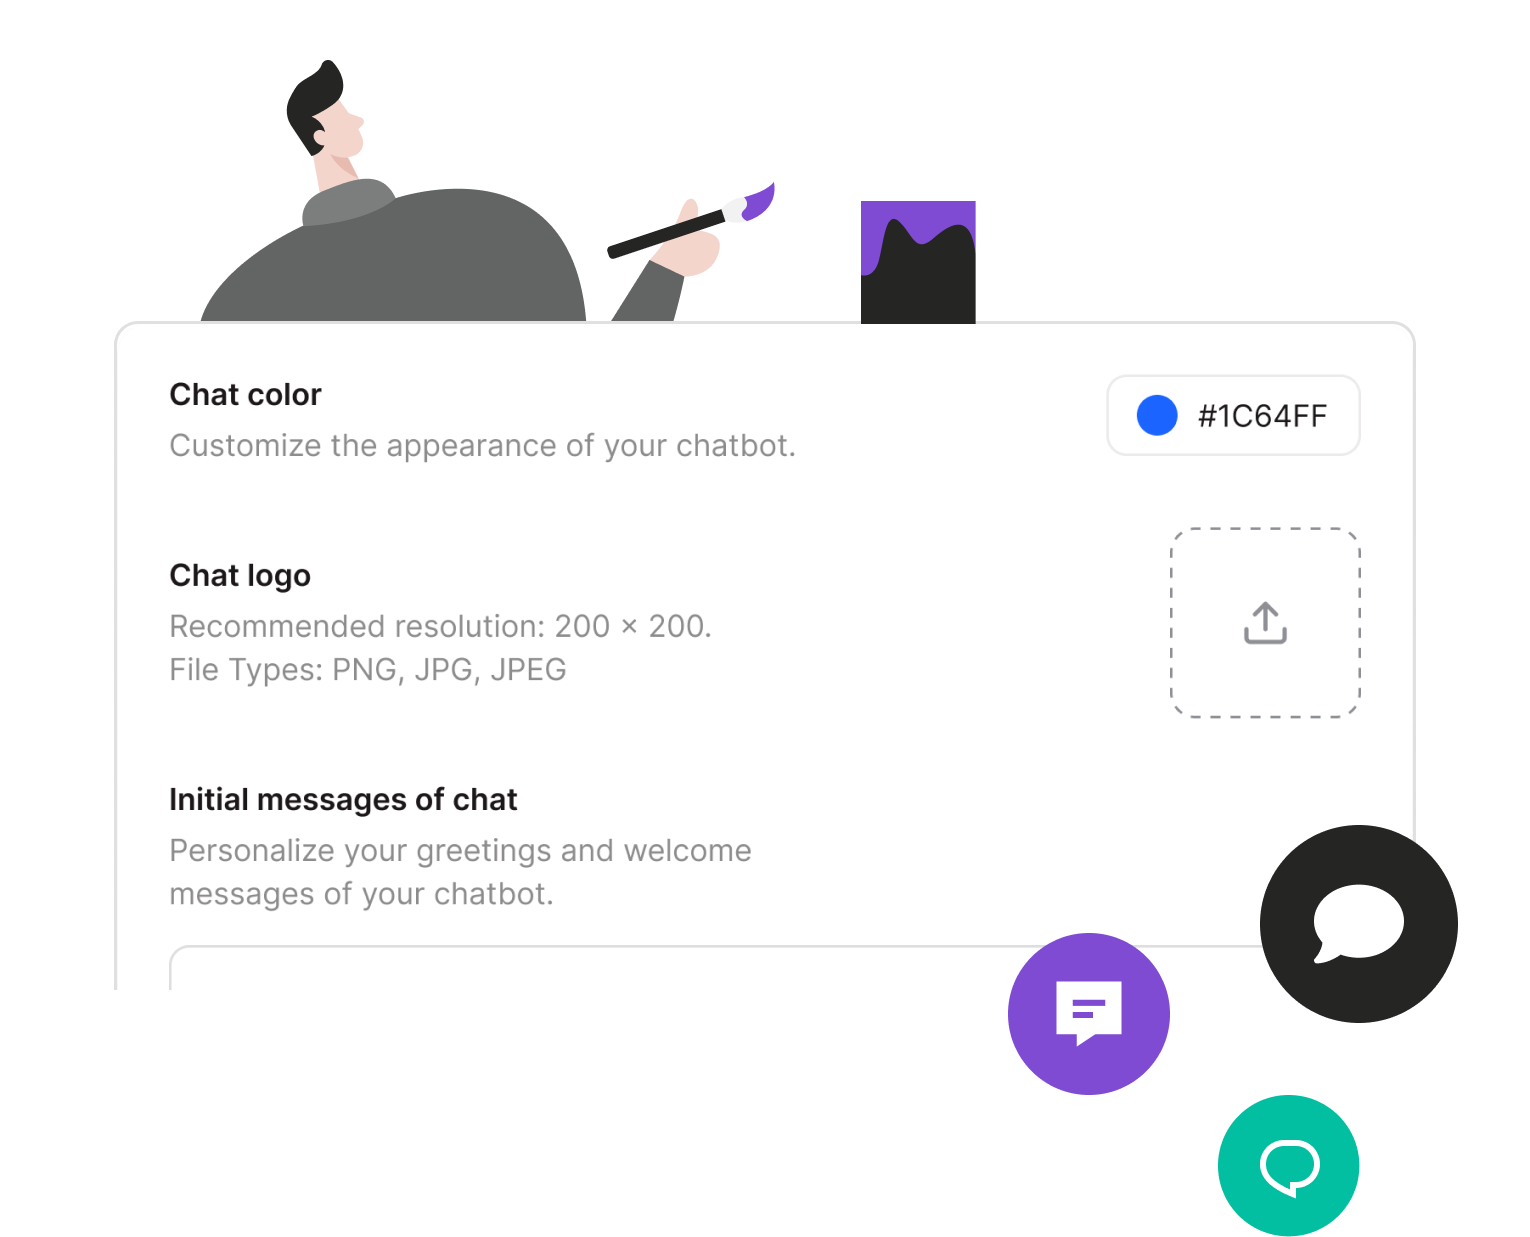 Chat color
#1C64FF
Customize the appearance of your chatbot.
Chat logo
Recommended resolution: 200 × 200.
File Types: PNG, JPG, JPEG
Initial messages of chat
Personalize your greetings and welcome
messages of your chatbot.